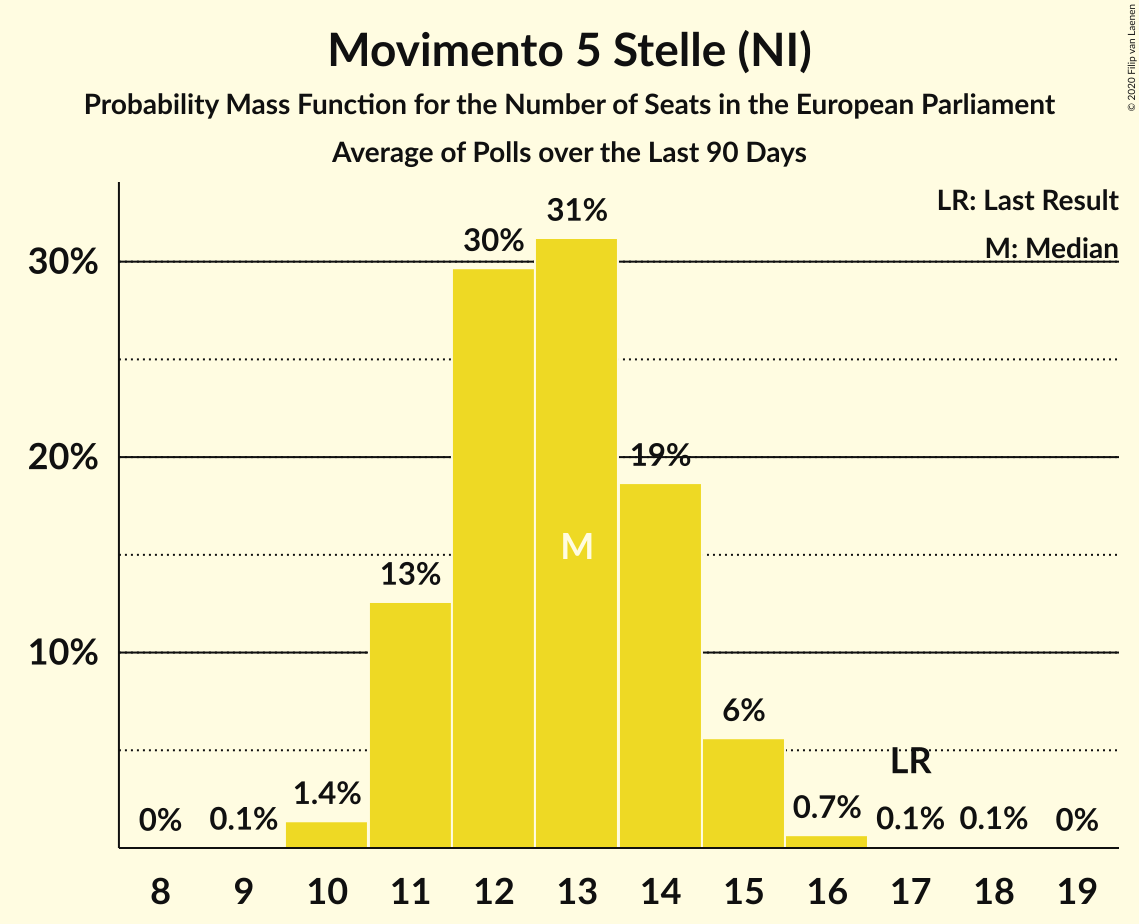 Movimento 5 Stelle (NI)
Probability Mass Function for the Number of Seats in the European Parliament
Average of Polls over the Last 90 Days
© 2020 Filip van Laenen
LR: Last Result
M: Median
31%
30%
30%
20%
19%
M
13%
10%
6%
LR
1.4%
0.7%
0%
0.1%
0.1%
0.1%
0%
8 9 10 11 12 13 14 15 16 17 18 19